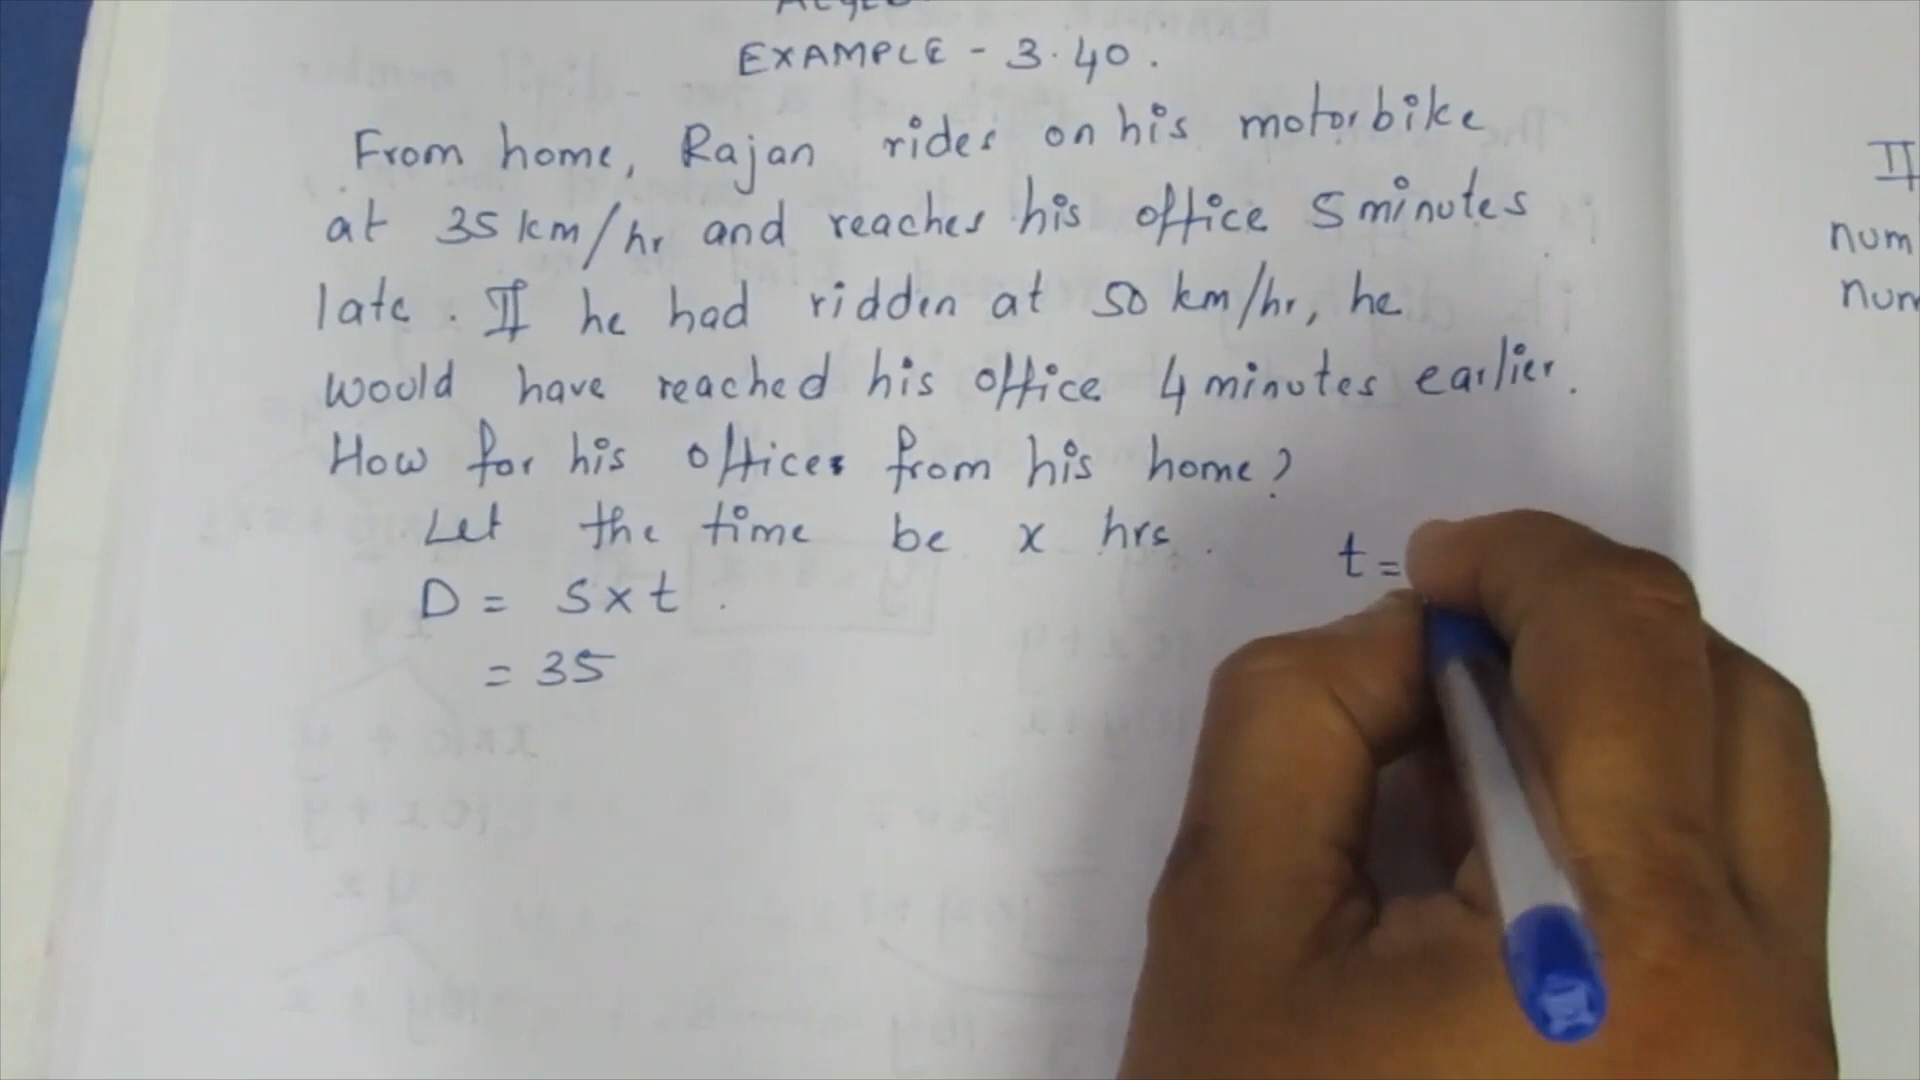 EXAMPLE - 3.40.
From home, Rajan rides on his motorbike
at 35 km/hr and reaches his office 5 minutes
late. If he had ridden at 50 km/hr, he
would have reached his office 4 minutes earlier.
How far his offices from his home?
Let the time be x hrs.
t =
D = S x t.
= 35
II
num
num